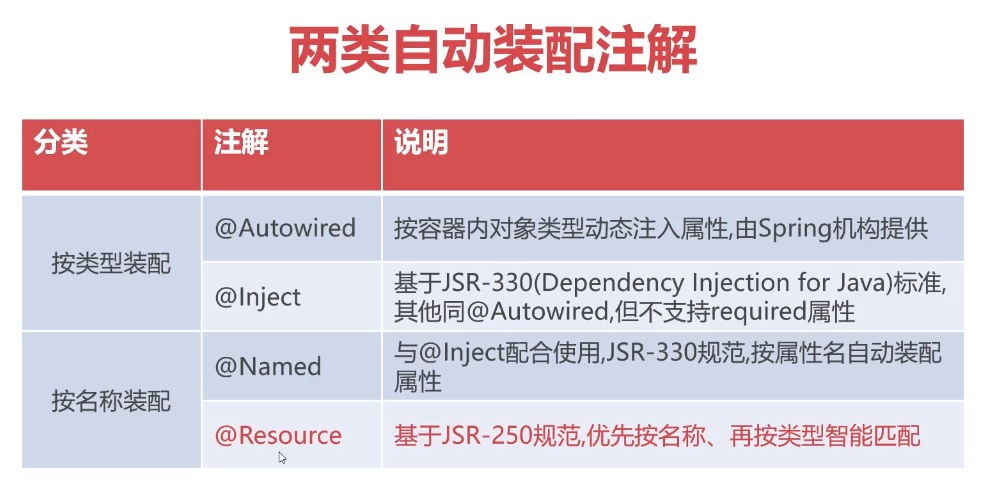 两类自动装配注解
分类 注解 说明
按类型装配
@Autowired 按容器内对象类型动态注入属性,由Spring机构提供
@Inject 基于JSR-330(Dependency Injection for Java)标准,
其他同@Autowired,但不支持required属性
按名称装配
@Named 与@Inject配合使用,JSR-330规范,按属性名自动装配
属性
@Resource 基于JSR-250规范,优先按名称、再按类型智能匹配